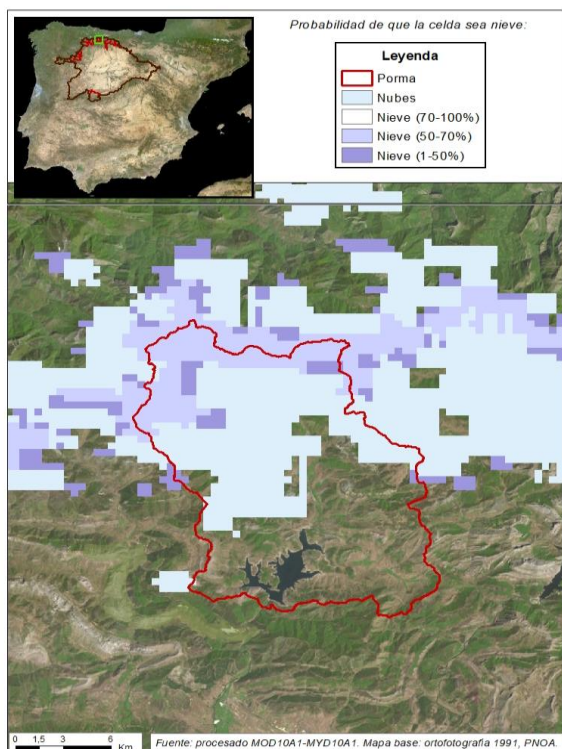 Probabilidad de que la celda sea nieve:
Leyenda
Porma
Nubes
Nieve (70-100%)
Nieve (50-70%)
Nieve (1-50%)
0 1,5 3 6
Km
Fuente: procesado MOD10A1-MYD10A1. Mapa base: ortofotografía 1991, PNOA.